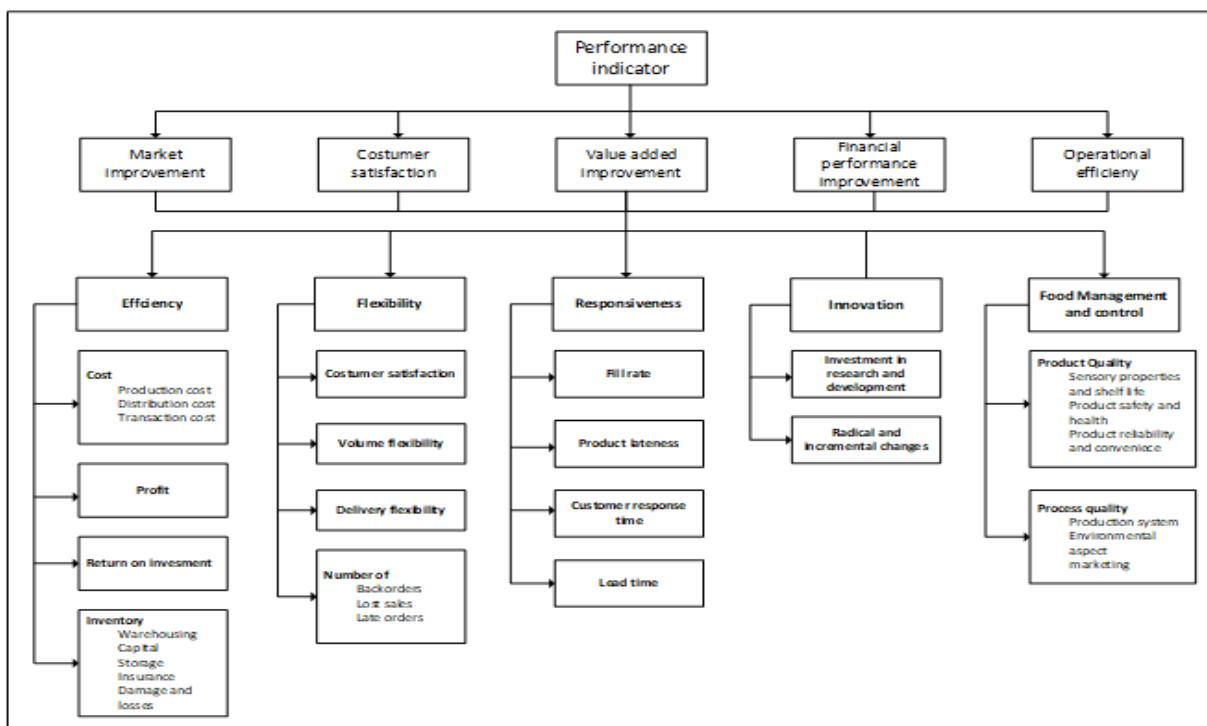 Performance
indicator
Market
Improvement
Costumer
satisfaction
Value added
Improvement
Financial
performance
Improvement
Operational
efficieny
Effciency
Flexibility
Responsiveness
Innovation
Food Management
and control
Cost
Production cost
Distribution cost
Transaction cost
Profit
Return on invesment
Inventory
Warehousing
Capital
Storage
Insurance
Damage and
losses
Costumer satisfaction
Volume flexibility
Delivery flexibility
Number of
Backorders
Lost sales
Late orders
Fill rate
Product lateness
Customer response
time
Lead time
Investment in
research and
development
Radical and
incremental changes
Product Quality
Sensory properties
and shelf life
Product safety and
health
Product reliability
and conveniece
Process quality
Production system
Environmental
aspect
marketing